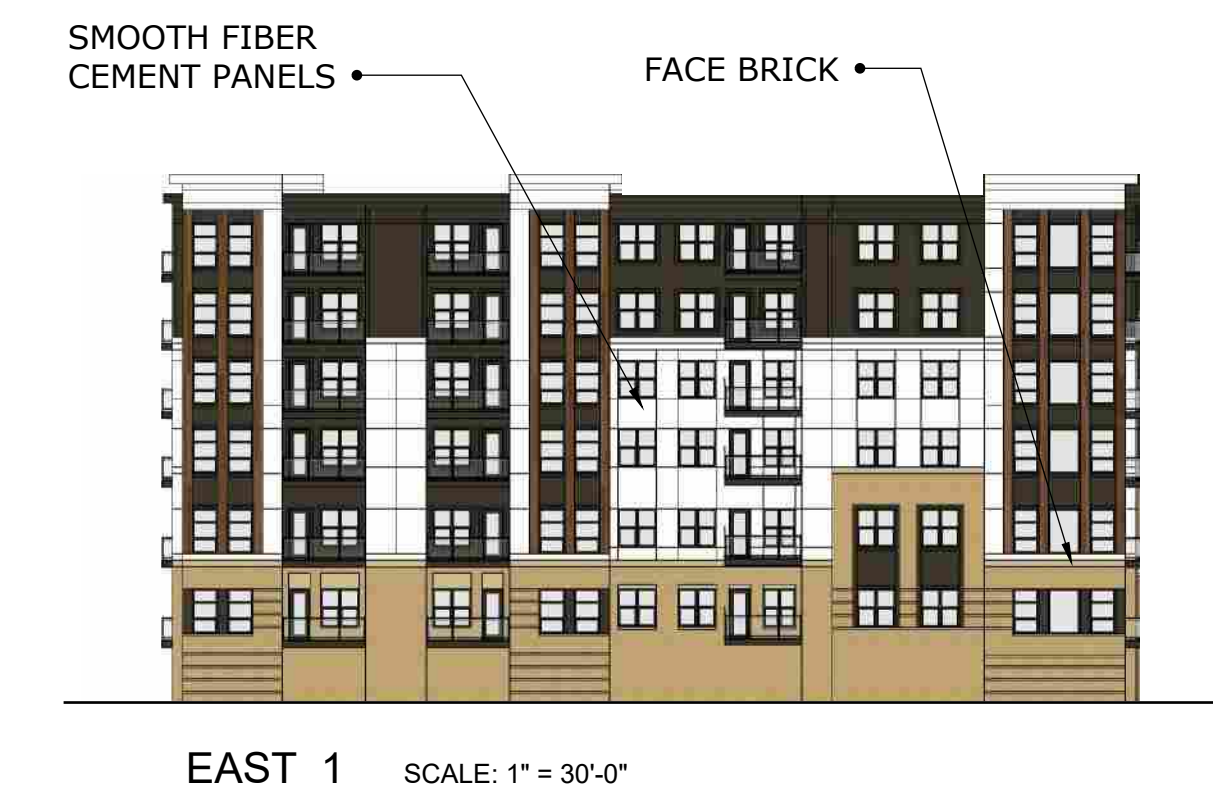 SMOOTH FIBER
CEMENT PANELS
FACE BRICK
EAST 1 SCALE: 1" = 30'-0"